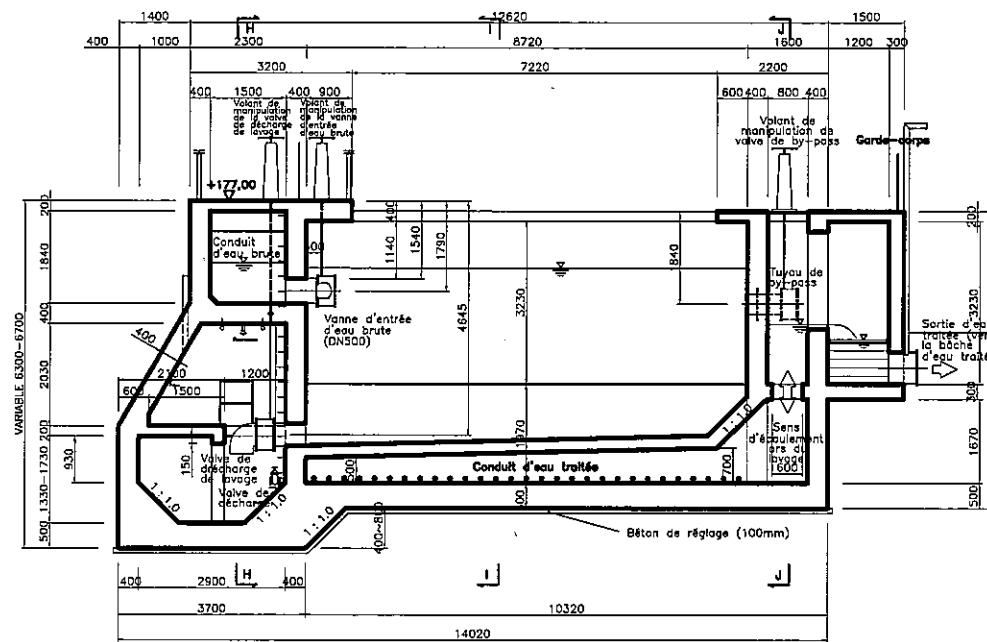 1400 H 12620 I J 1500
400 1000 2300 8720 1600 1200 300
3200 7220 2200
400 1500 400 900 600 400 800 400
Volant de
manipulation
de la valve
de décharge
de lavage
Volant de
manipulation
de la vanne
d'entrée
d'eau brute
Volant de
manipulation de
valve de by-pass
Garde-corps
+177,00
200
1840
400
2030
200
1330-1730
500
VARIABLE 6300-6700
930
150
Conduit
d'eau brute
400
1140
1540
1790
4645
3230
1840
Vanne d'entrée
d'eau brute
(DN500)
Tuyau de
by-pass
200
3230
300
1670
500
Sortie d'eau
traitée (vers
la bâche
d'eau traitée
400
2100 1200
600 1500
Valve de
décharge
de lavage
Valve de
décharge
1:1.0
1:1.0
1:1.0
1:1.0
Conduit d'eau traitée
1970
700
Sens
d'écoulement
lors du
lavage
1600
400~800
Béton de réglage (100mm)
400 2900 H 400 I J
3700 10320
14020